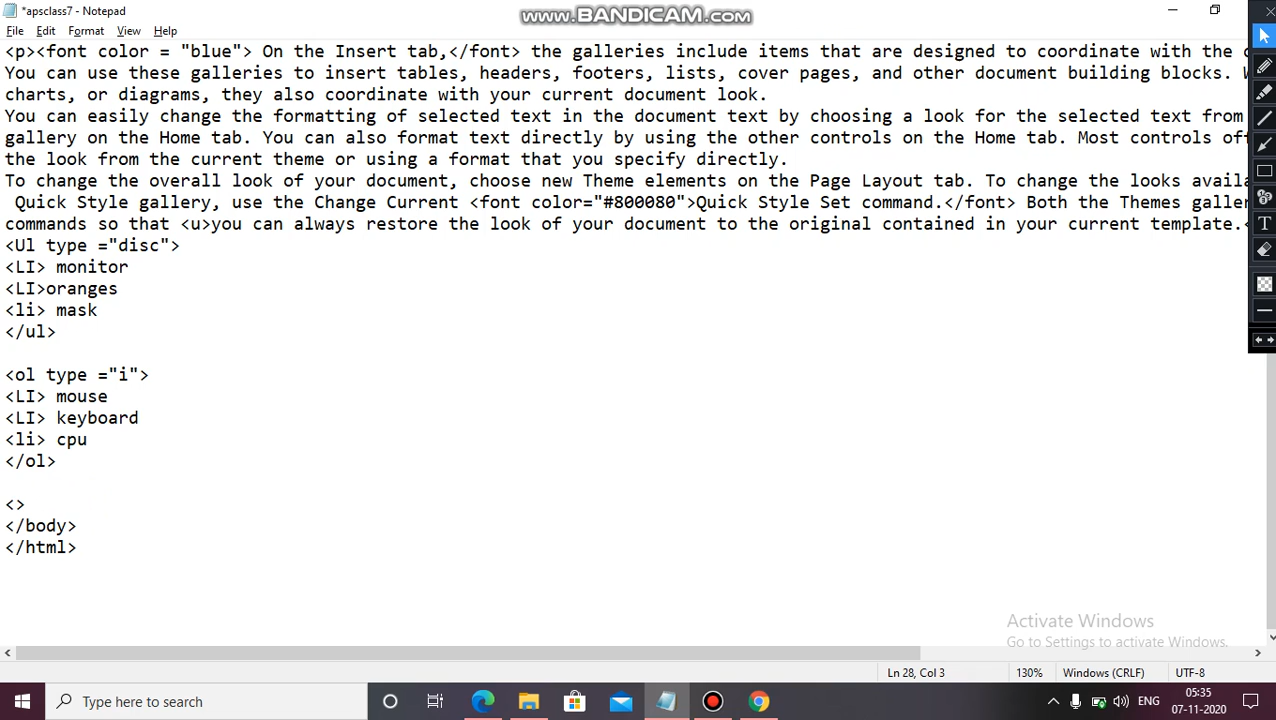 *apsclass7 - Notepad
www.BANDICAM.com
File Edit Format View Help
<p><font color = "blue"> On the Insert tab,</font> the galleries include items that are designed to coordinate with the
You can use these galleries to insert tables, headers, footers, lists, cover pages, and other document building blocks.
charts, or diagrams, they also coordinate with your current document look.
You can easily change the formatting of selected text in the document text by choosing a look for the selected text from
gallery on the Home tab. You can also format text directly by using the other controls on the Home tab. Most controls off
the look from the current theme or using a format that you specify directly.
To change the overall look of your document, choose new Theme elements on the Page Layout tab. To change the looks availa
Quick Style gallery, use the Change Current <font color="#800080">Quick Style Set command.</font> Both the Themes galler
commands so that <u>you can always restore the look of your document to the original contained in your current template.<
<Ul type ="disc">
<LI> monitor
<LI>oranges
<li> mask
</ul>
<ol type ="i">
<LI> mouse
<LI> keyboard
<li> cpu
</ol>
<>
</body>
</html>
Activate Windows
Go to Settings to activate Windows.
Ln 28, Col 3 130% Windows (CRLF) UTF-8
Type here to search
ENG
05:35
07-11-2020